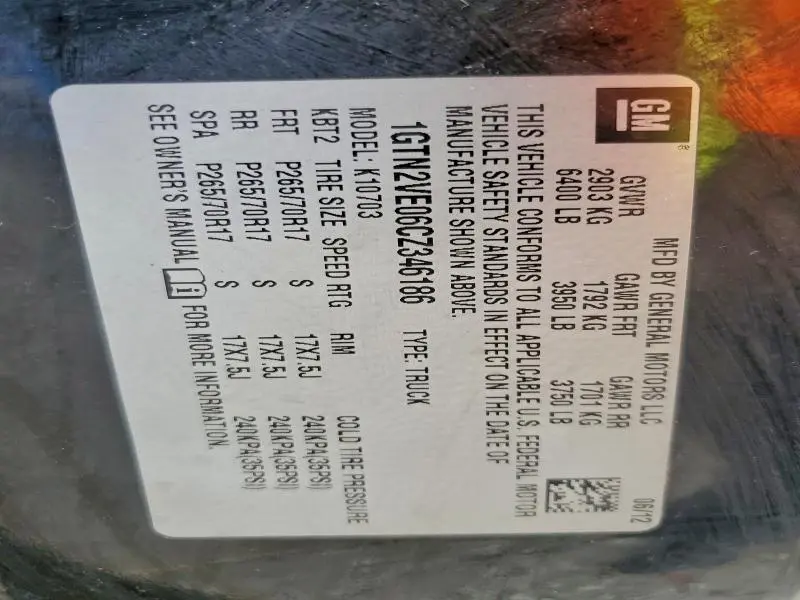 GM®
MFD BY GENERAL MOTORS LLC 06/12
GVWR GAWR FRT GAWR RR
2903 KG 1792 KG 1701 KG
6400 LB 3950 LB 3750 LB
THIS VEHICLE CONFORMS TO ALL APPLICABLE U.S. FEDERAL MOTOR
VEHICLE SAFETY STANDARDS IN EFFECT ON THE DATE OF
MANUFACTURE SHOWN ABOVE.
1GTN2VE06CZ346186 TYPE: TRUCK
MODEL: K10703
KBT2 TIRE SIZE SPEED RTG RIM COLD TIRE PRESSURE
FRT P265/70R17 S 17X7.5J 240KPA(35PSI)
RR P265/70R17 S 17X7.5J 240KPA(35PSI)
SPA P265/70R17 S 17X7.5J 240KPA(35PSI)
SEE OWNER'S MANUAL FOR MORE INFORMATION.